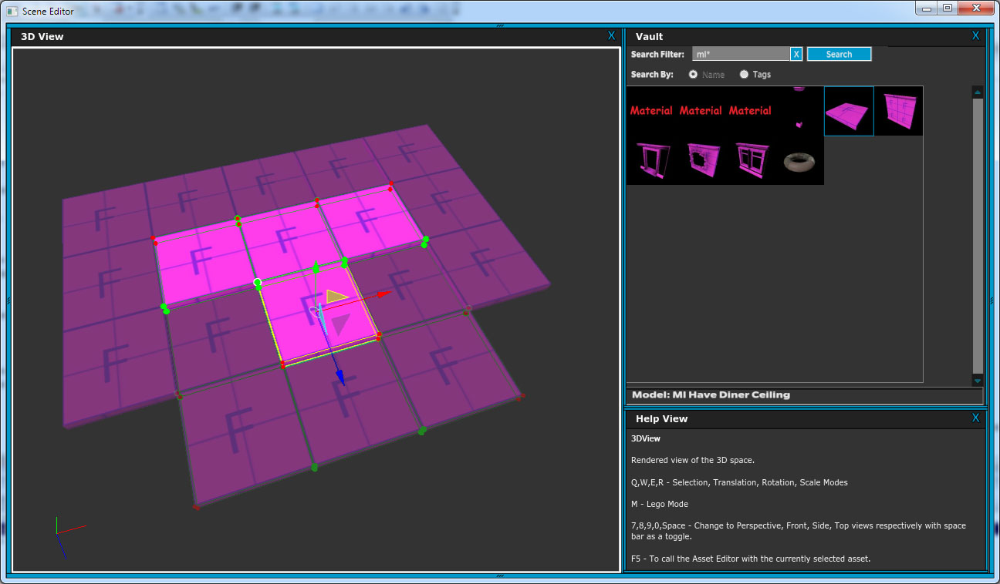 Scene Editor
3D View X
F F F F F
F F F F F
F F F F
F F F
Vault X
Search Filter: ml* X Search
Search By: Name Tags
Material Material Material
Model: Ml Have Diner Ceiling
Help View X
3DView
Rendered view of the 3D space.
Q,W,E,R - Selection, Translation, Rotation, Scale Modes
M - Lego Mode
7,8,9,0,Space - Change to Perspective, Front, Side, Top views respectively with space
bar as a toggle.
F5 - To call the Asset Editor with the currently selected asset.